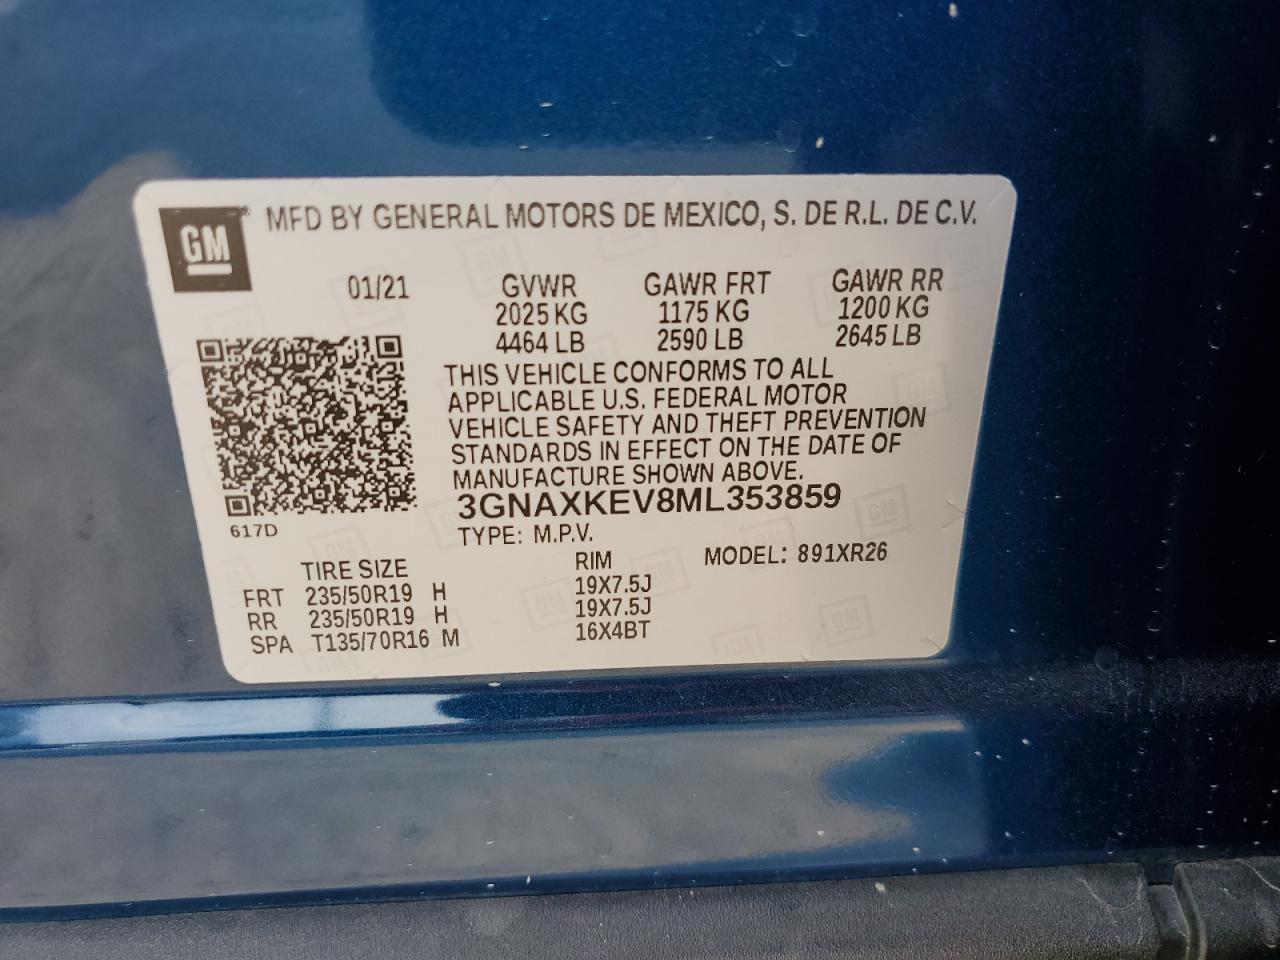 GM® MFD BY GENERAL MOTORS DE MEXICO, S. DE R.L. DE C.V.
01/21 GVWR GAWR FRT GAWR RR
2025 KG 1175 KG 1200 KG
4464 LB 2590 LB 2645 LB
THIS VEHICLE CONFORMS TO ALL
APPLICABLE U.S. FEDERAL MOTOR
VEHICLE SAFETY AND THEFT PREVENTION
STANDARDS IN EFFECT ON THE DATE OF
MANUFACTURE SHOWN ABOVE.
3GNAXKEV8ML353859
617D
TYPE: M.P.V.
MODEL: 891XR26
TIRE SIZE RIM
FRT 235/50R19 H 19X7.5J
RR 235/50R19 H 19X7.5J
SPA T135/70R16 M 16X4BT